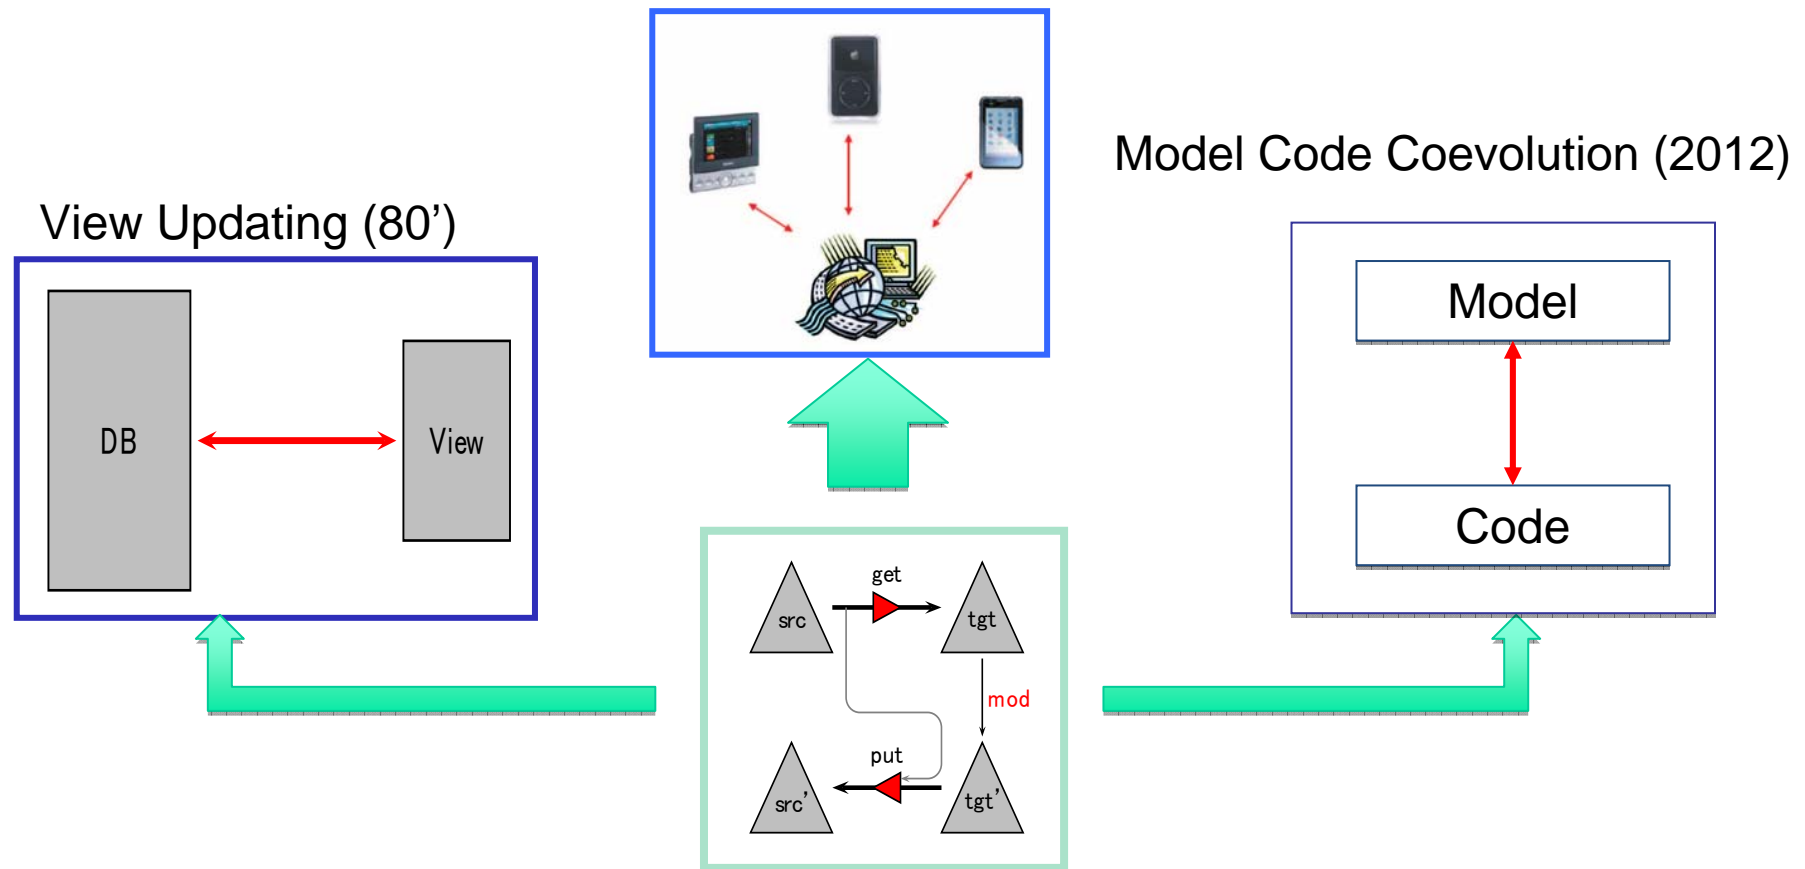 Model Code Coevolution (2012)
View Updating (80’)
Model
DB
View
Code
get
src
tgt
mod
put
src’
tgt’